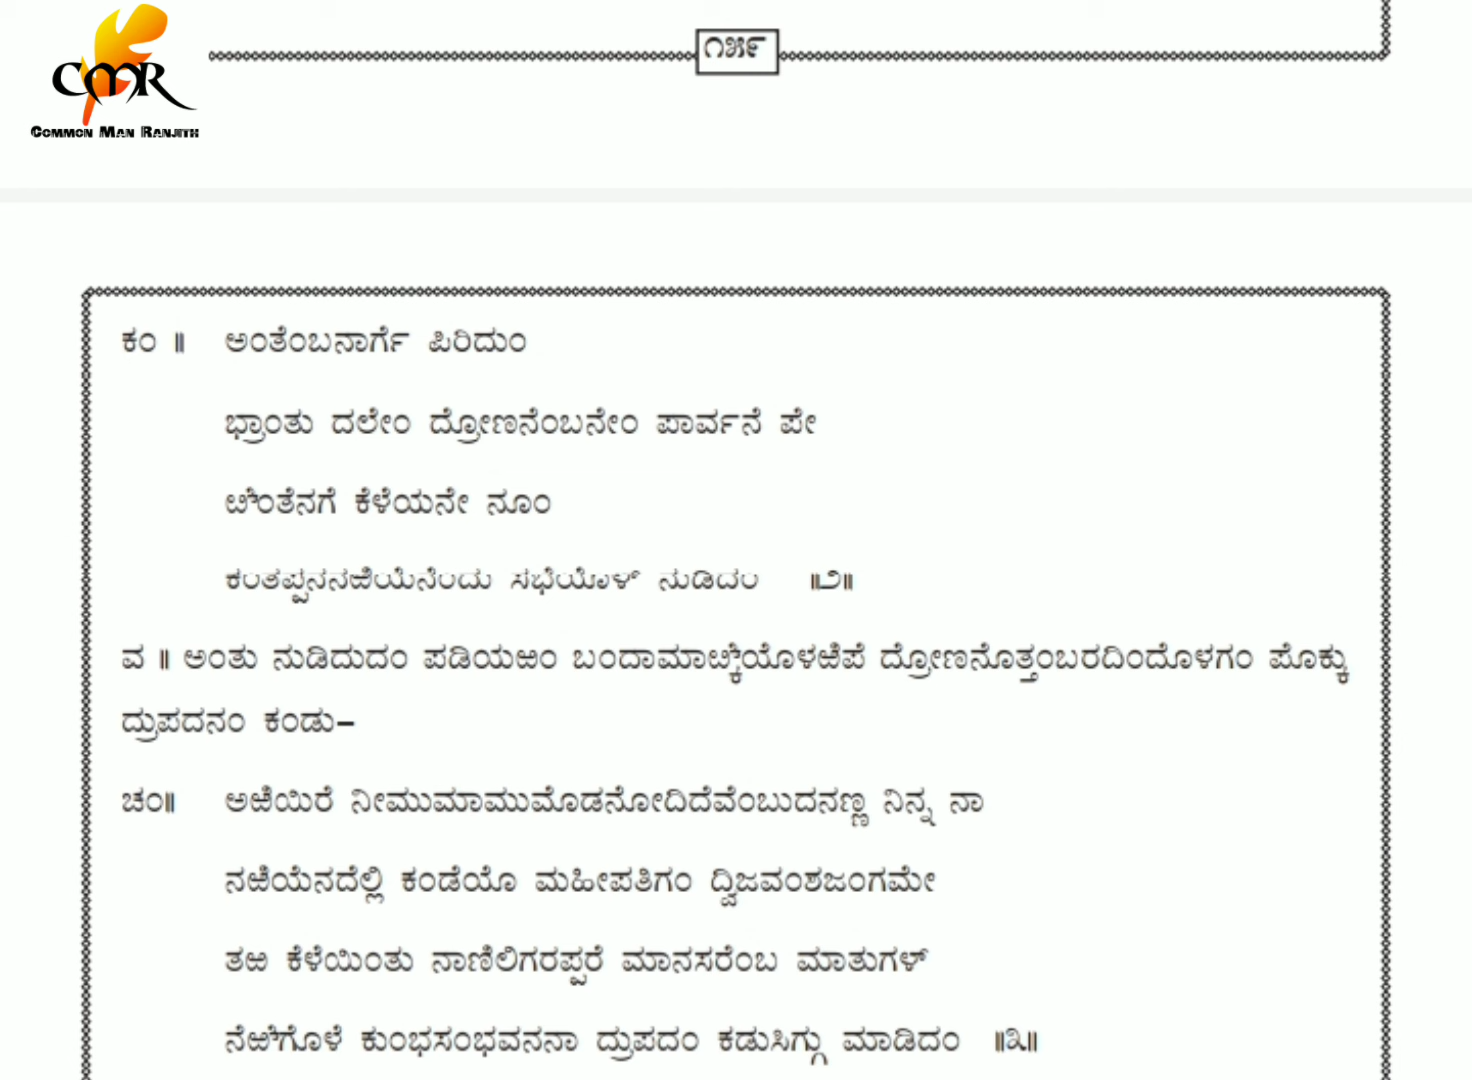 ೧೫೯
CMR
COMMON MAN RANJITH
ಕಂ ॥ ಅಂತೆಂಬನಾರ್ಗೆ ಪಿರಿದುಂ
ಭ್ರಾಂತು ದಲೇಂ ದ್ರೋಣನೆಂಬನೇಂ ಪಾರ್ವನೆ ಪೇ
ೞಿಂತೆನಗೆ ಕೆಳೆಯನೇ ನೂಂ
ಕಂತಪ್ಪನನಱಿಯೆನೆಂದು ಸಭೆಯೊಳ್ ನುಡಿದಂ ॥೨॥
ವ ॥ ಅಂತು ನುಡಿದುದಂ ಪಡಿಯಱಂ ಬಂದಾಮಾೞ್ಕೆಯೊಳಱಿಪೆ ದ್ರೋಣನೊತ್ತಂಬರದಿಂದೊಳಗಂ ಪೊಕ್ಕು
ದ್ರುಪದನಂ ಕಂಡು–
ಚಂ॥ ಅಱಿಯಿರೆ ನೀಮುಮಾಮುಮೊಡನೋದಿದೆವೆಂಬುದನಣ್ಣ ನಿನ್ನ ನಾ
ನಱಿಯೆನದೆಲ್ಲಿ ಕಂಡೆಯೊ ಮಹೀಪತಿಗಂ ದ್ವಿಜವಂಶಜಂಗಮೇ
ತಱ ಕೆಳೆಯಿಂತು ನಾಣಿಲಿಗರಪ್ಪರೆ ಮಾನಸರೆಂಬ ಮಾತುಗಳ್
ನೆಱಿಗೊಳೆ ಕುಂಭಸಂಭವನನಾ ದ್ರುಪದಂ ಕಡುಸಿಗ್ಗು ಮಾಡಿದಂ ॥೩॥